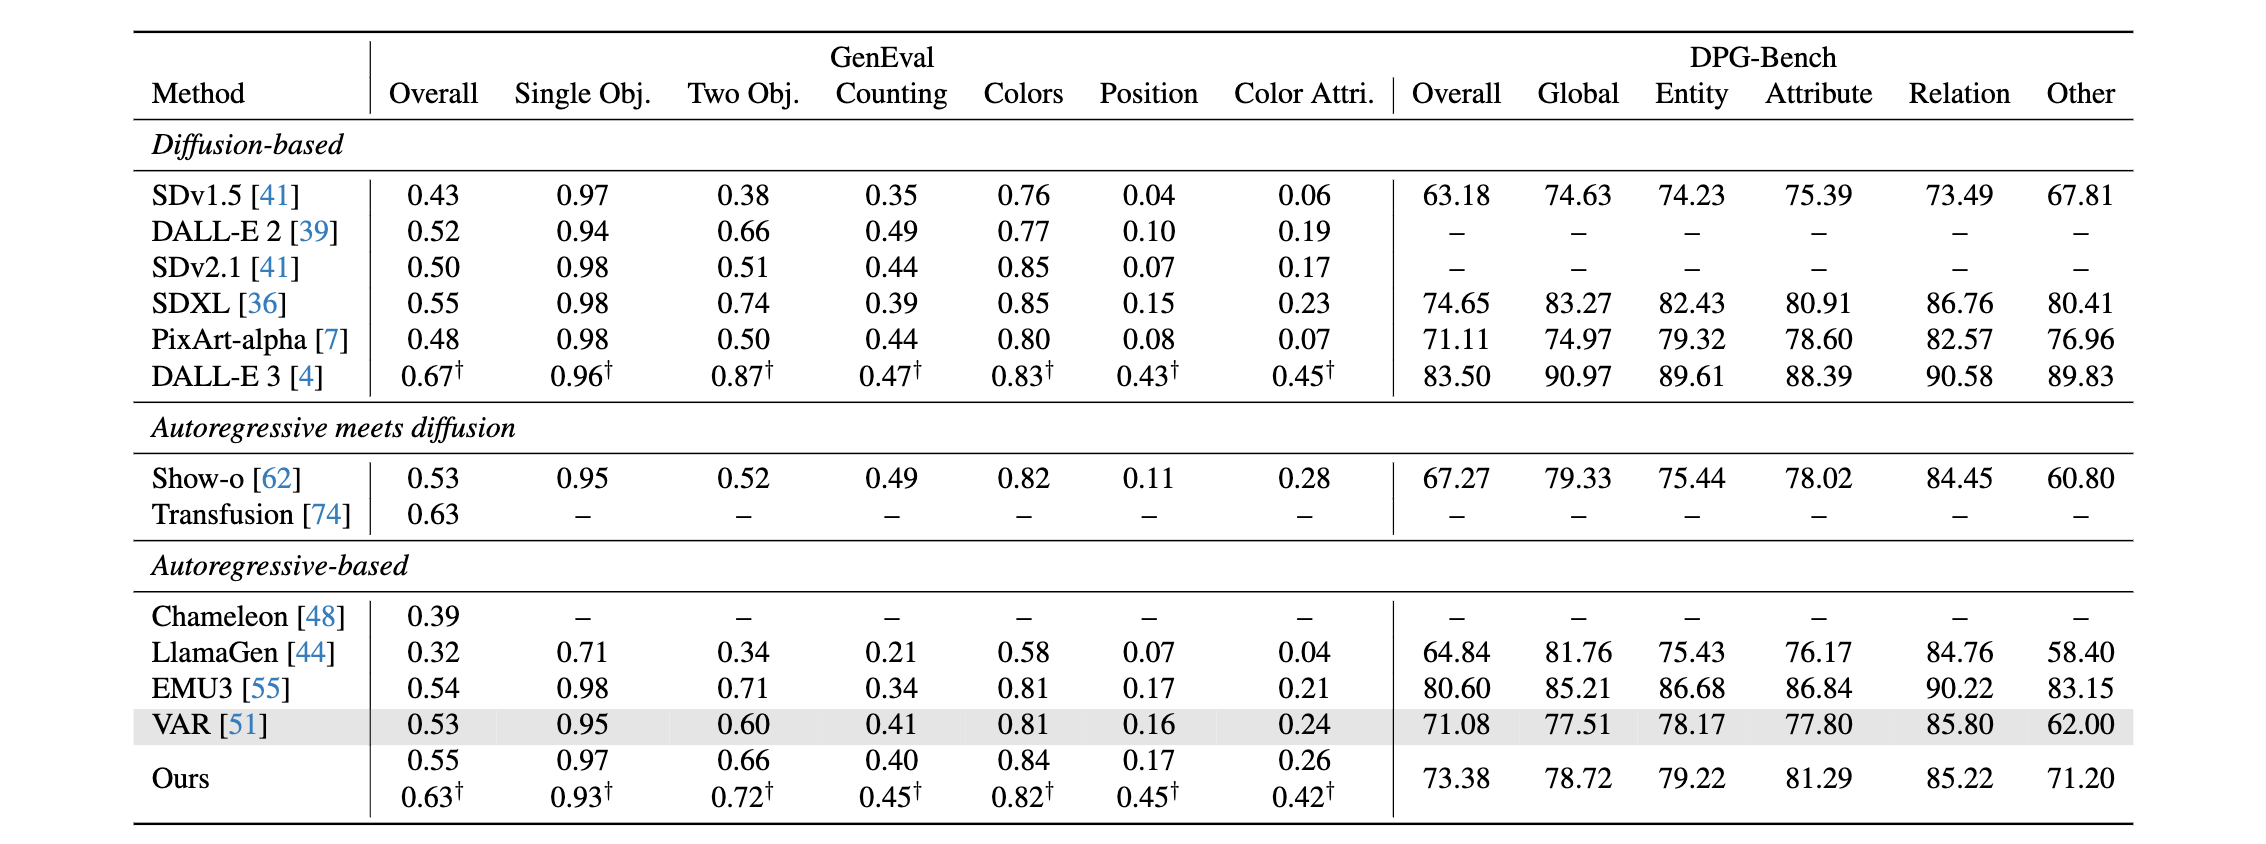 GenEval DPG-Bench
Method Overall Single Obj. Two Obj. Counting Colors Position Color Attri. Overall Global Entity Attribute Relation Other
Diffusion-based
SDv1.5 [41] 0.43 0.97 0.38 0.35 0.76 0.04 0.06 63.18 74.63 74.23 75.39 73.49 67.81
DALL-E 2 [39] 0.52 0.94 0.66 0.49 0.77 0.10 0.19 – – – – – –
SDv2.1 [41] 0.50 0.98 0.51 0.44 0.85 0.07 0.17 – – – – – –
SDXL [36] 0.55 0.98 0.74 0.39 0.85 0.15 0.23 74.65 83.27 82.43 80.91 86.76 80.41
PixArt-alpha [7] 0.48 0.98 0.50 0.44 0.80 0.08 0.07 71.11 74.97 79.32 78.60 82.57 76.96
DALL-E 3 [4] 0.67† 0.96† 0.87† 0.47† 0.83† 0.43† 0.45† 83.50 90.97 89.61 88.39 90.58 89.83
Autoregressive meets diffusion
Show-o [62] 0.53 0.95 0.52 0.49 0.82 0.11 0.28 67.27 79.33 75.44 78.02 84.45 60.80
Transfusion [74] 0.63 – – – – – – – – – – – –
Autoregressive-based
Chameleon [48] 0.39 – – – – – – – – – – – –
LlamaGen [44] 0.32 0.71 0.34 0.21 0.58 0.07 0.04 64.84 81.76 75.43 76.17 84.76 58.40
EMU3 [55] 0.54 0.98 0.71 0.34 0.81 0.17 0.21 80.60 85.21 86.68 86.84 90.22 83.15
VAR [51] 0.53 0.95 0.60 0.41 0.81 0.16 0.24 71.08 77.51 78.17 77.80 85.80 62.00
0.55 0.97 0.66 0.40 0.84 0.17 0.26
Ours 73.38 78.72 79.22 81.29 85.22 71.20
0.63† 0.93† 0.72† 0.45† 0.82† 0.45† 0.42†